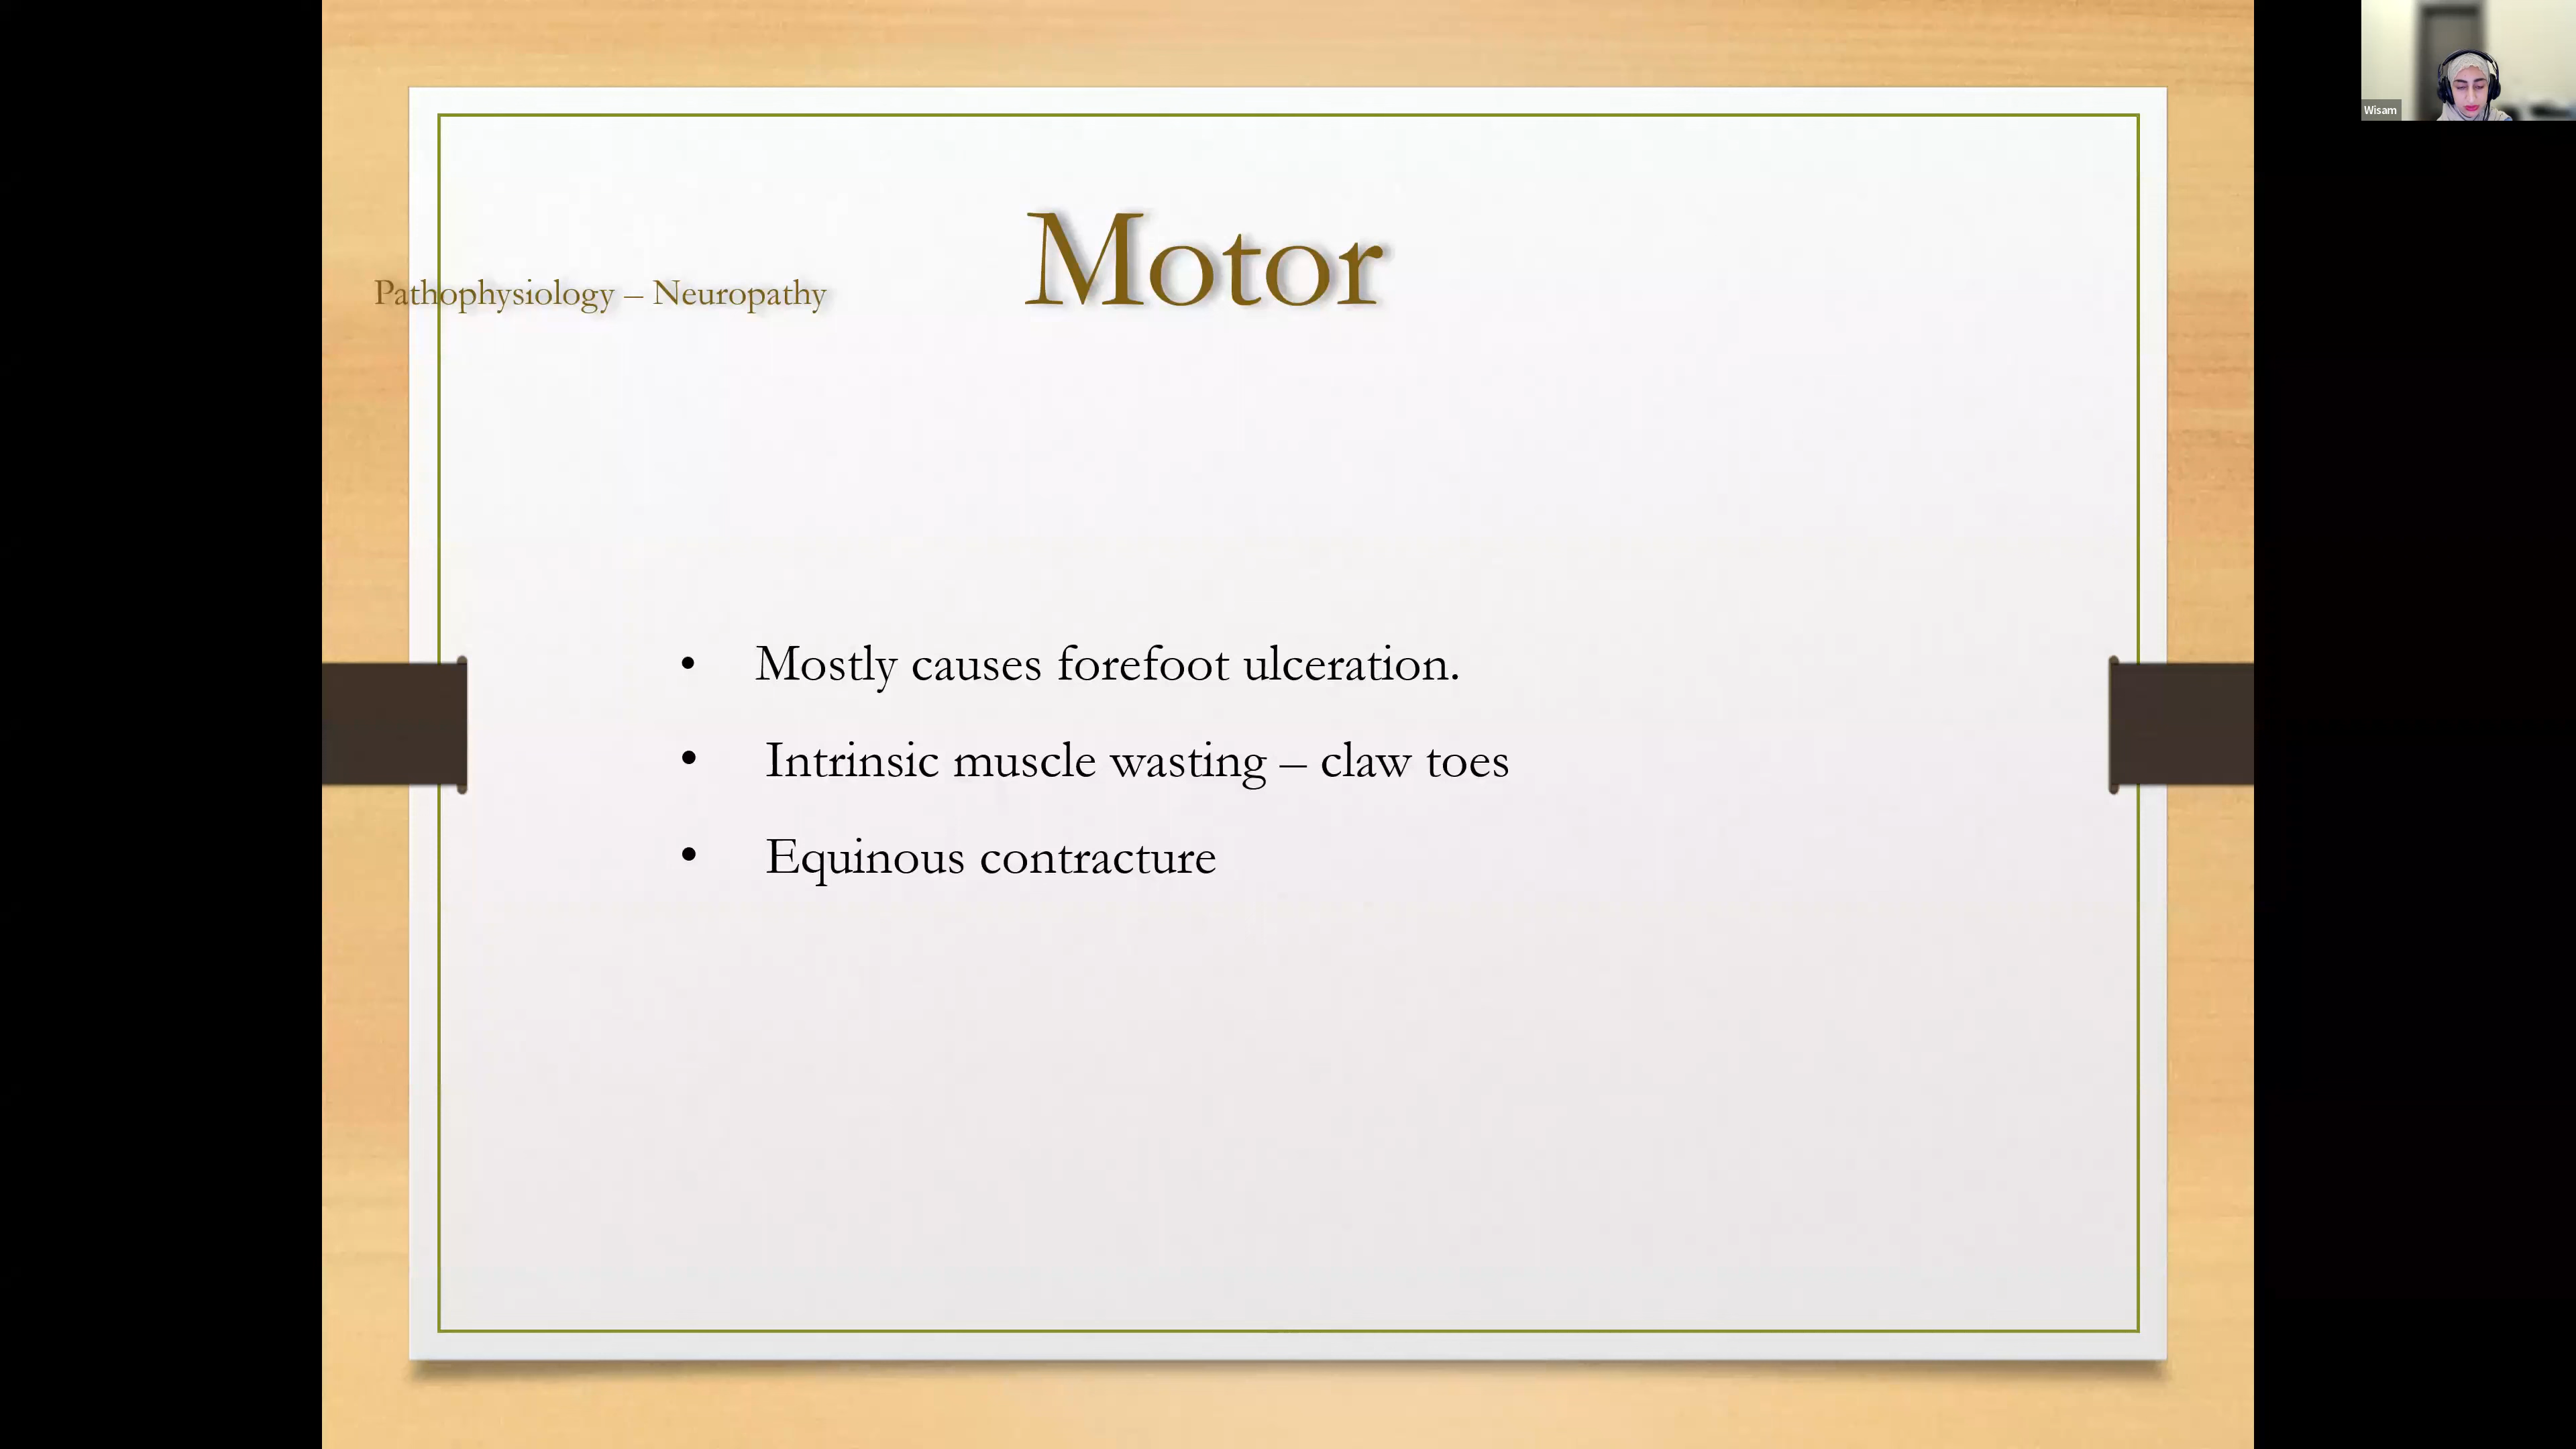 Wisam
Motor
Pathophysiology – Neuropathy
• Mostly causes forefoot ulceration.
• Intrinsic muscle wasting – claw toes
• Equinous contracture